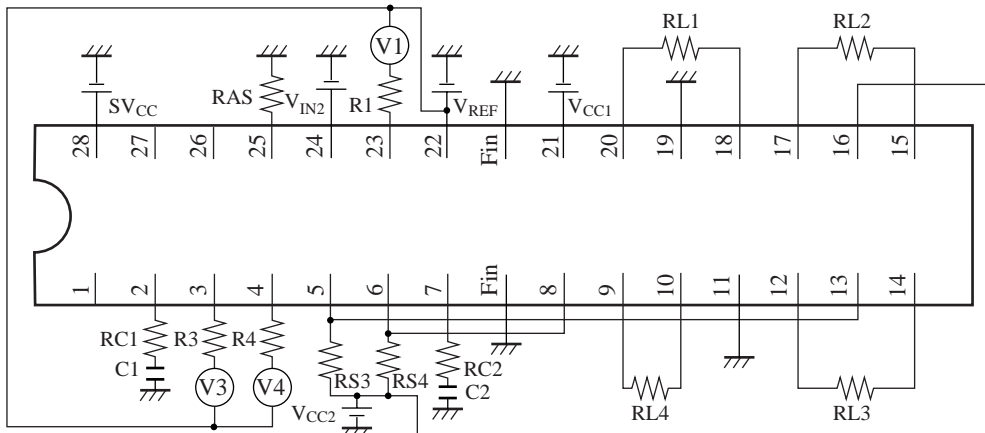 RL1 RL2
V1
SVCC RAS VIN2 R1 VREF VCC1
28 27 26 25 24 23 22 Fin 21 20 19 18 17 16 15
1 2 3 4 5 6 7 Fin 8 9 10 11 12 13 14
RC1 R3 R4
C1 RS3 RS4 RC2
V3 V4 C2
VCC2 RL4 RL3